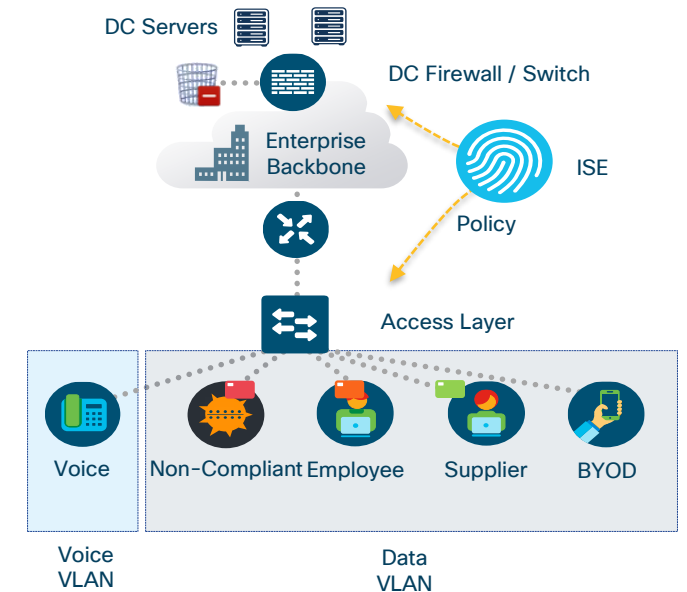 DC Servers
DC Firewall / Switch
Enterprise
Backbone
ISE
Policy
Access Layer
Voice
Non-Compliant
Employee
Supplier
BYOD
Voice
VLAN
Data
VLAN